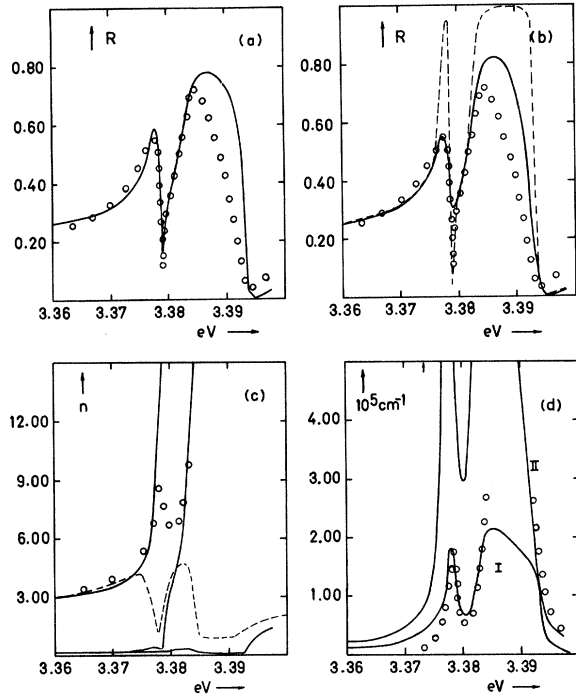 R
(a)
0.80
0.60
0.40
0.20
3.36
3.37
3.38
3.39
eV
R
(b)
0.80
0.60
0.40
0.20
3.36
3.37
3.38
3.39
eV
n
(c)
12.00
9.00
6.00
3.00
3.36
3.37
3.38
3.39
eV
10⁵cm⁻¹
(d)
4.00
3.00
2.00
1.00
II
I
3.36
3.37
3.38
3.39
eV